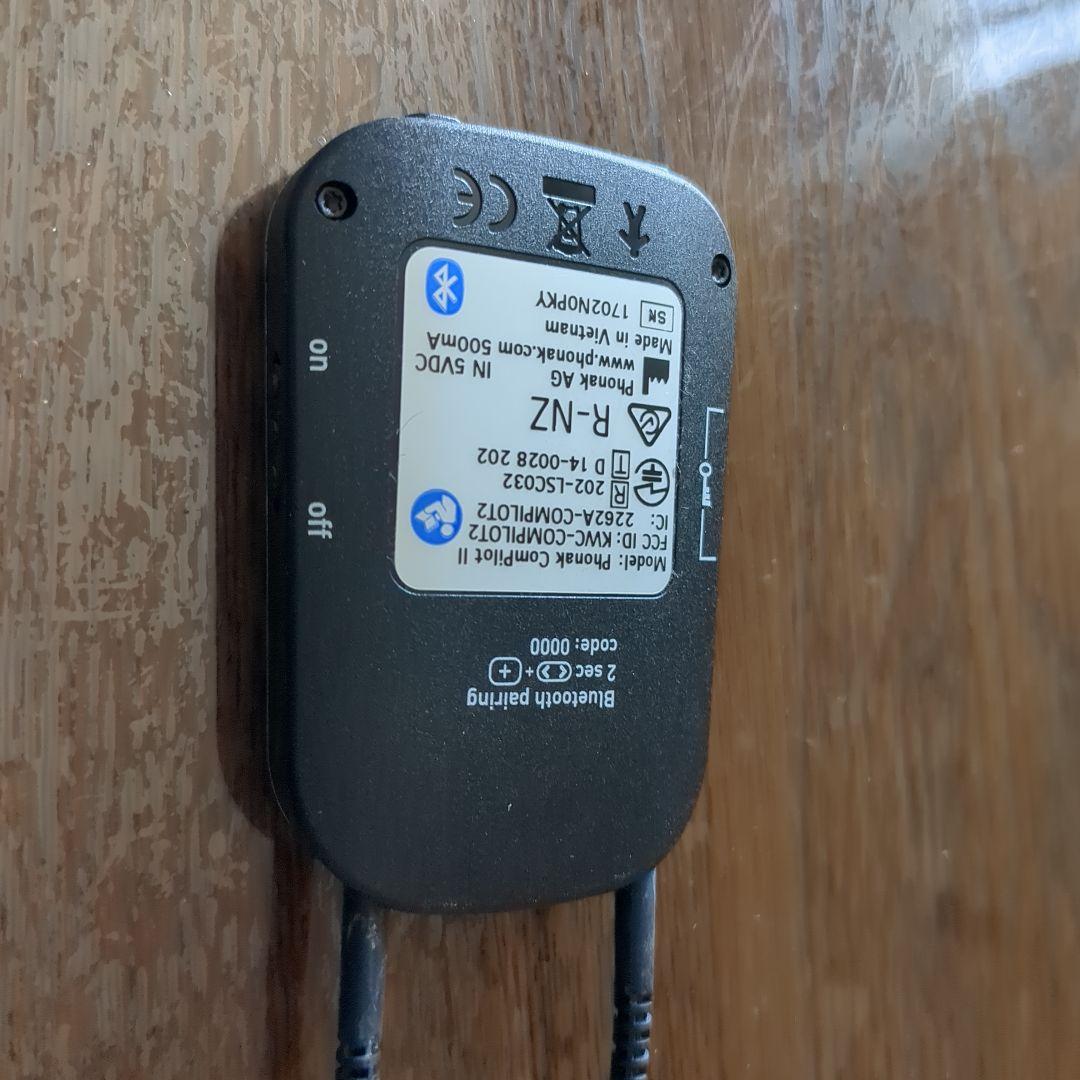 Bluetooth pairing
2 sec + +
code: 0000
Model: Phonak ComPilot II
FCC ID: KWC-COMPILOT2
IC: 2262A-COMPILOT2
R 202-LSC032
T D 14-0028 202
R-NZ
Phonak AG
www.phonak.com
Made in Vietnam
IN 5VDC
500mA
SN 1702N0PKY
CE
off
on